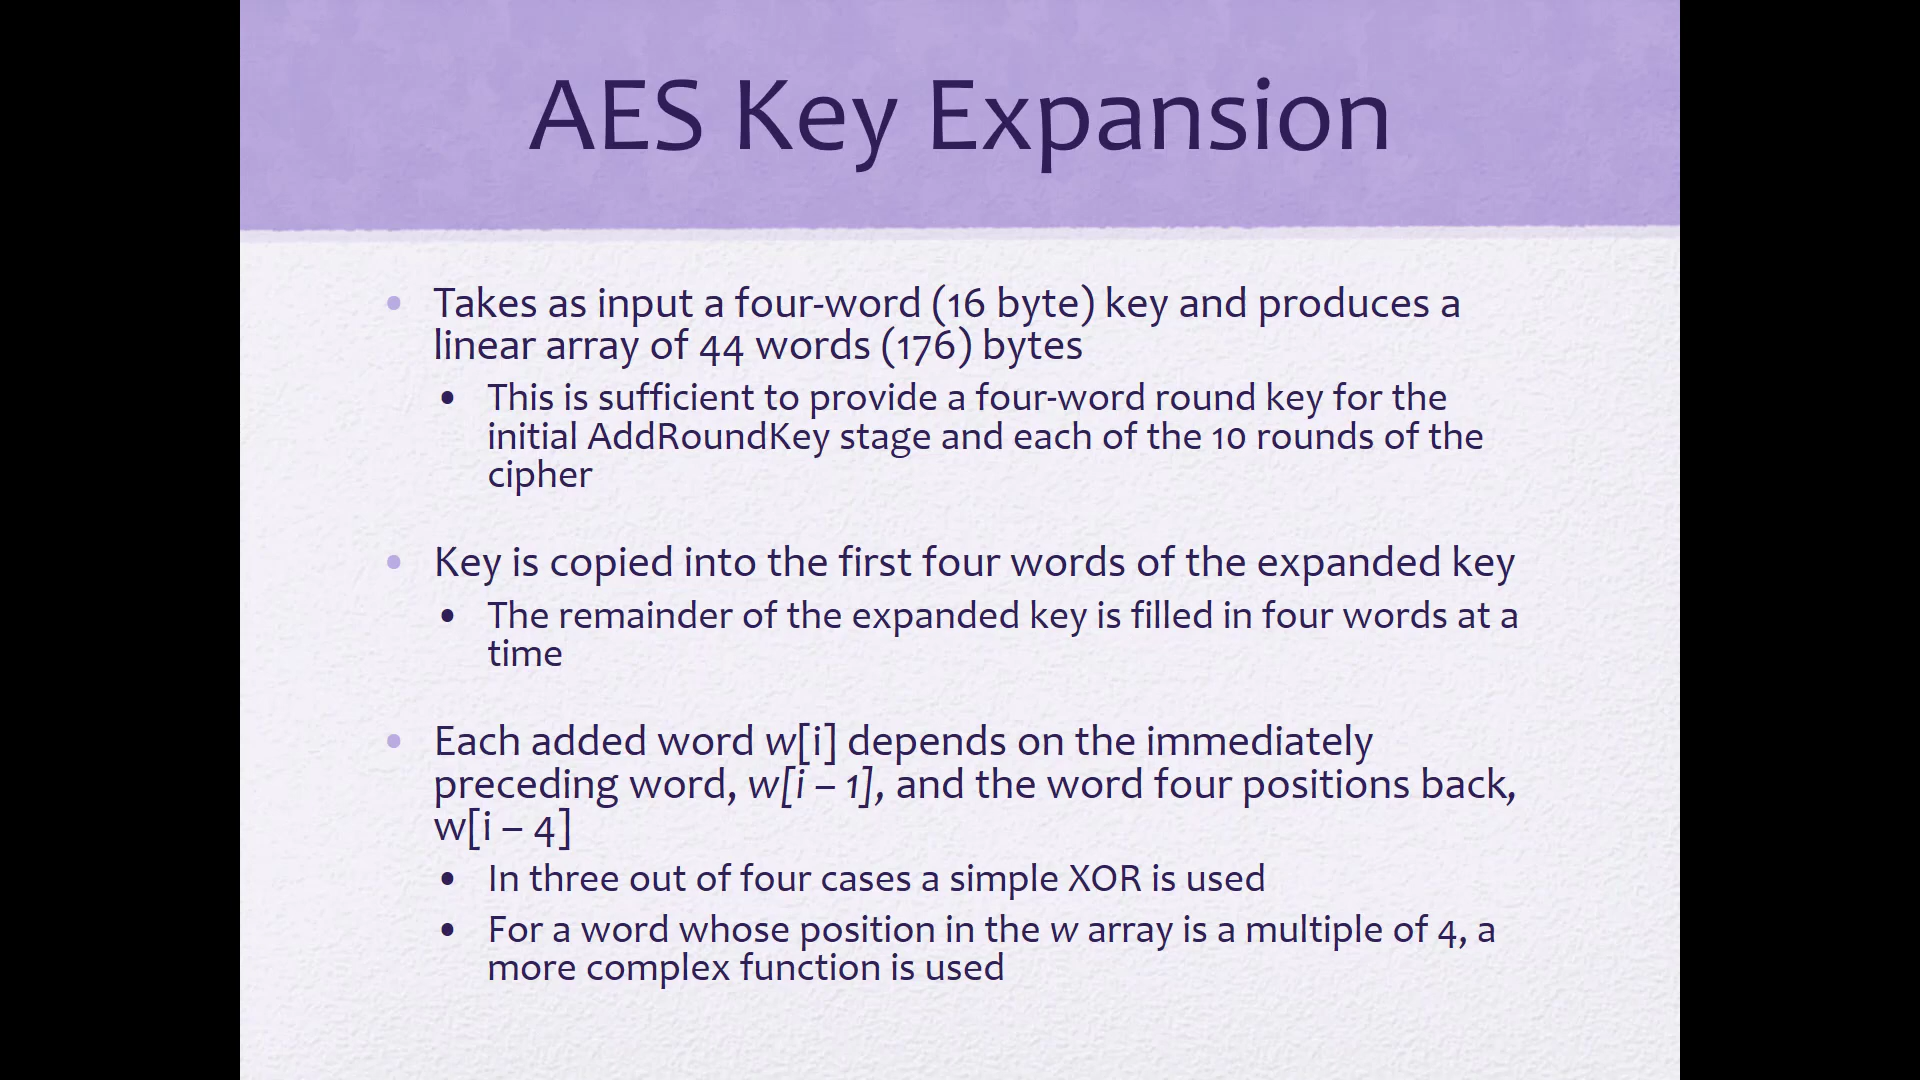 AES Key Expansion
• Takes as input a four-word (16 byte) key and produces a
linear array of 44 words (176) bytes
• This is sufficient to provide a four-word round key for the
initial AddRoundKey stage and each of the 10 rounds of the
cipher
• Key is copied into the first four words of the expanded key
• The remainder of the expanded key is filled in four words at a
time
• Each added word w[i] depends on the immediately
preceding word, w[i – 1], and the word four positions back,
w[i – 4]
• In three out of four cases a simple XOR is used
• For a word whose position in the w array is a multiple of 4, a
more complex function is used